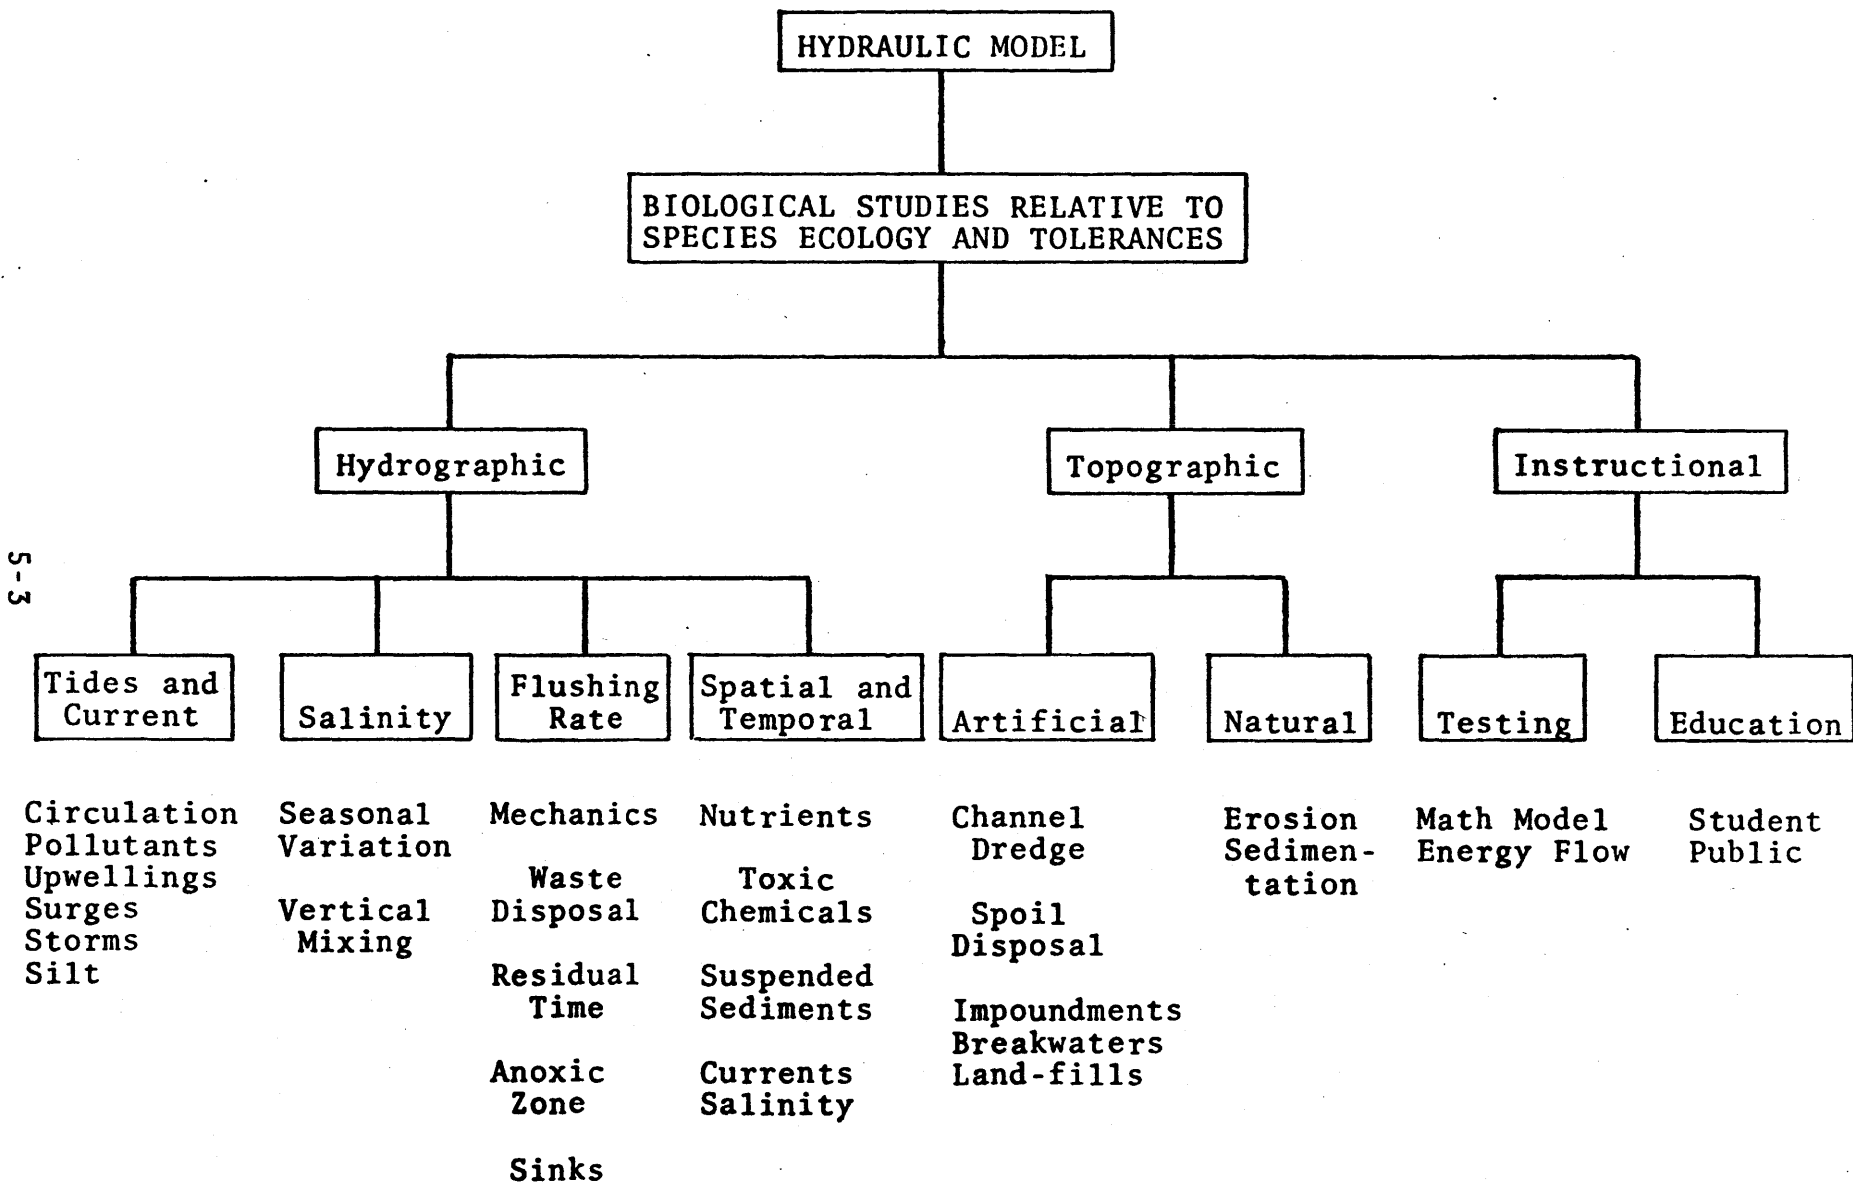 HYDRAULIC MODEL
BIOLOGICAL STUDIES RELATIVE TO
SPECIES ECOLOGY AND TOLERANCES
Hydrographic
Topographic
Instructional
5-3
Tides and
Current
Salinity
Flushing
Rate
Spatial and
Temporal
Artificial
Natural
Testing
Education
Circulation
Pollutants
Upwellings
Surges
Storms
Silt
Seasonal
Variation
Vertical
Mixing
Mechanics
Waste
Disposal
Residual
Time
Anoxic
Zone
Sinks
Nutrients
Toxic
Chemicals
Suspended
Sediments
Currents
Salinity
Channel
Dredge
Spoil
Disposal
Impoundments
Breakwaters
Land-fills
Erosion
Sedimen-
tation
Math Model
Energy Flow
Student
Public